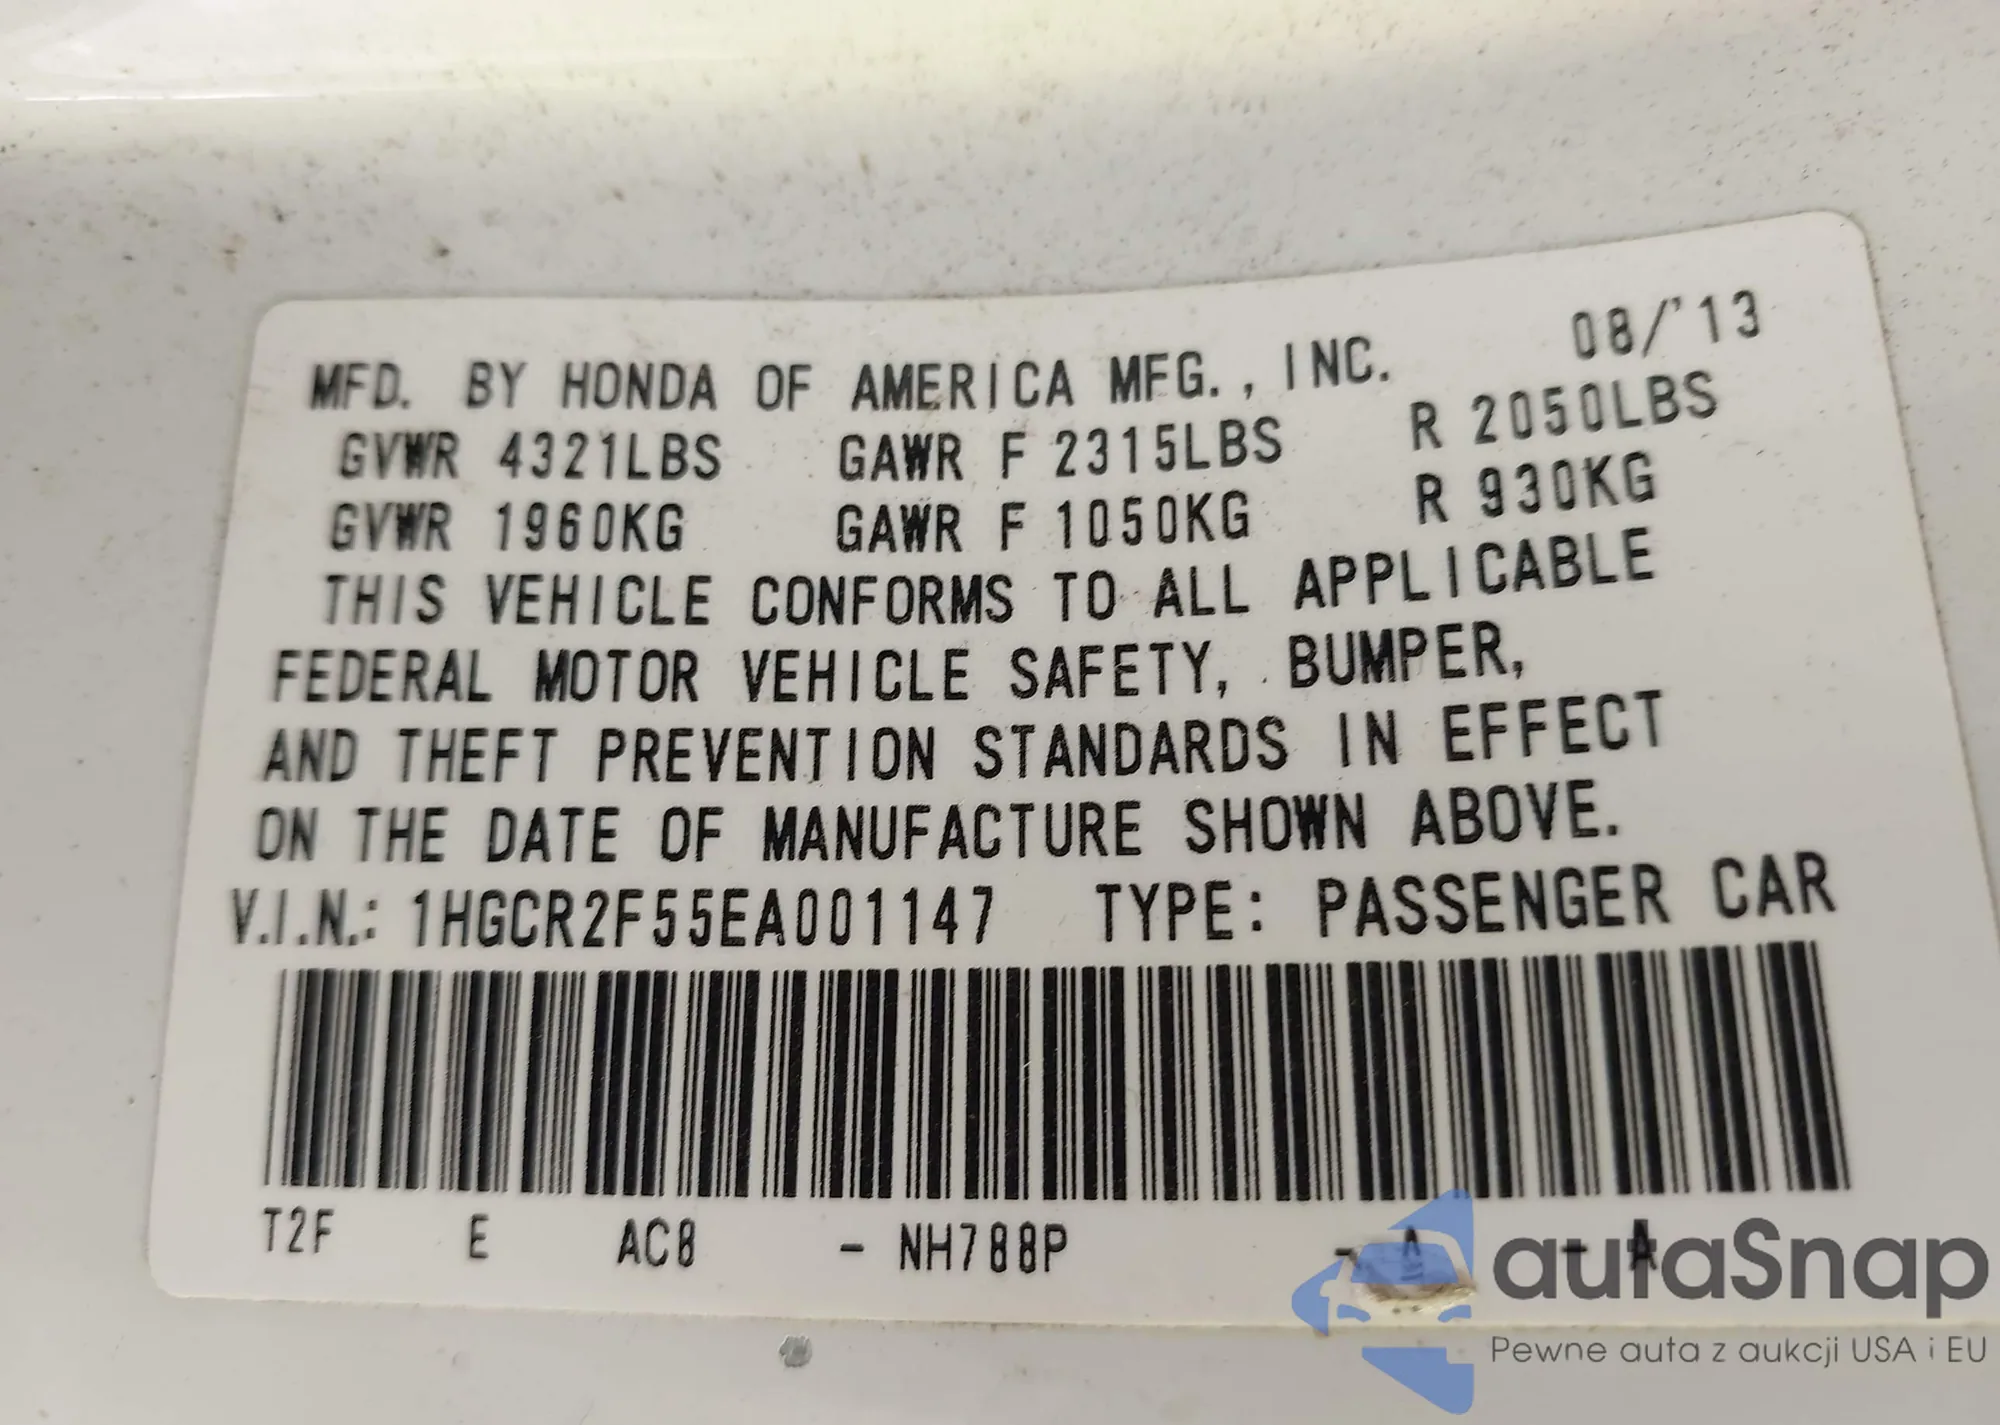 MFD. BY HONDA OF AMERICA MFG., INC. 08/'13
GVWR 4321LBS GAWR F 2315LBS R 2050LBS
GVWR 1960KG GAWR F 1050KG R 930KG
THIS VEHICLE CONFORMS TO ALL APPLICABLE
FEDERAL MOTOR VEHICLE SAFETY, BUMPER,
AND THEFT PREVENTION STANDARDS IN EFFECT
ON THE DATE OF MANUFACTURE SHOWN ABOVE.
V.I.N.: 1HGCR2F55EA001147 TYPE: PASSENGER CAR
T2F E AC8 - NH788P - A - A
autaSnap
Pewne auta z aukcji USA i EU